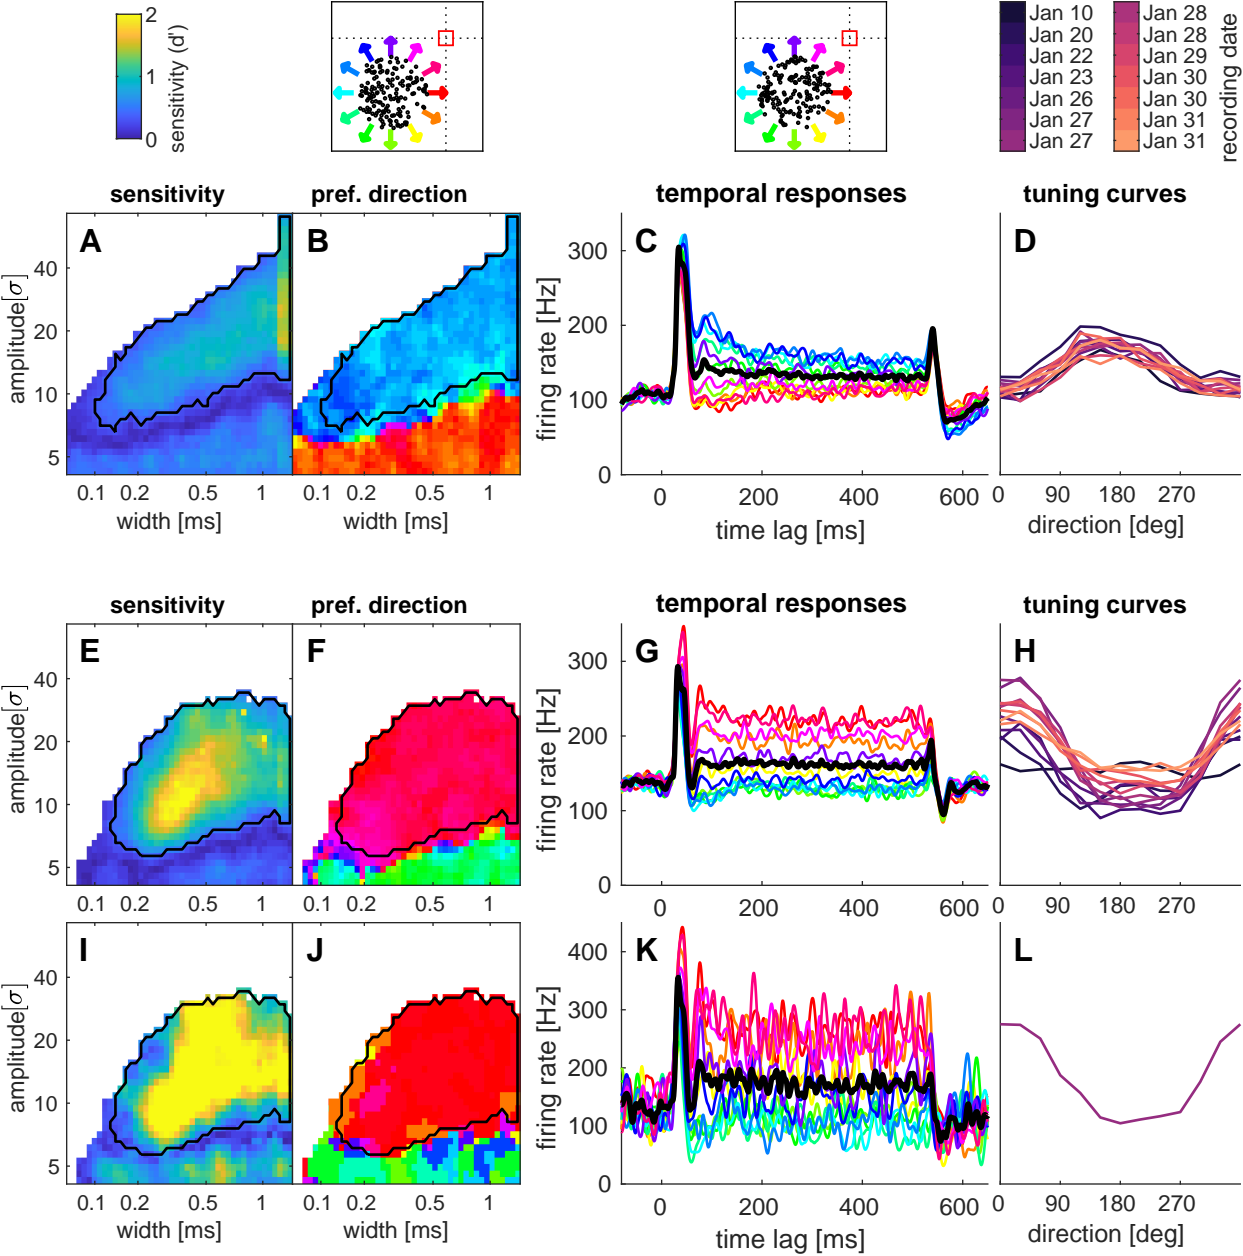 2
1
0
sensitivity (d')
Jan 10
Jan 20
Jan 22
Jan 23
Jan 26
Jan 27
Jan 27
Jan 28
Jan 28
Jan 29
Jan 30
Jan 30
Jan 31
Jan 31
recording date
sensitivity
pref. direction
temporal responses
tuning curves
A
B
C
D
amplitude[σ]
40
20
10
5
0.1 0.2 0.5 1
width [ms]
0.1 0.2 0.5 1
width [ms]
firing rate [Hz]
300
200
100
0
0 200 400 600
time lag [ms]
0 90 180 270
direction [deg]
sensitivity
pref. direction
temporal responses
tuning curves
E
F
G
H
amplitude[σ]
40
20
10
5
0.1 0.2 0.5 1
0.1 0.2 0.5 1
firing rate [Hz]
300
200
100
0
0 200 400 600
0 90 180 270
I
J
K
L
amplitude[σ]
40
20
10
5
0.1 0.2 0.5 1
width [ms]
0.1 0.2 0.5 1
width [ms]
firing rate [Hz]
400
300
200
100
0
0 200 400 600
time lag [ms]
0 90 180 270
direction [deg]